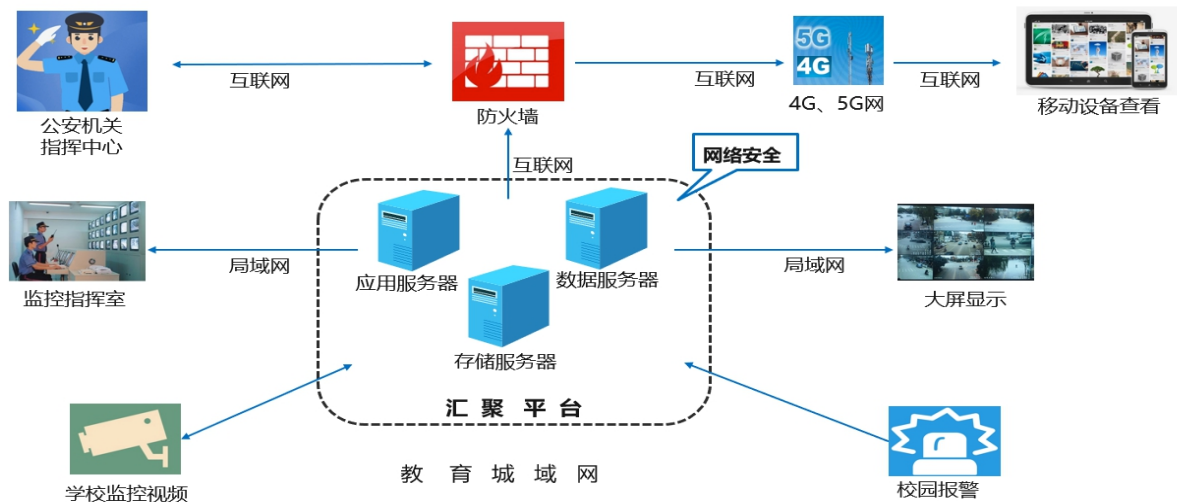 5G
4G
互联网
互联网
互联网
公安机关
指挥中心
防火墙
4G、5G网
移动设备查看
互联网
网络安全
局域网
局域网
监控指挥室
应用服务器
数据服务器
大屏显示
存储服务器
汇聚平台
学校监控视频
教育城域网
校园报警